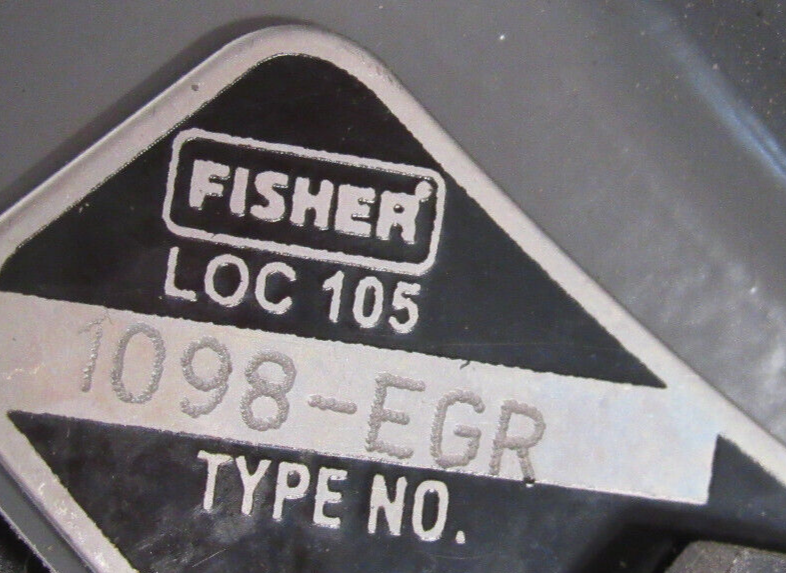 FISHER
LOC 105
1098-EGR
TYPE NO.